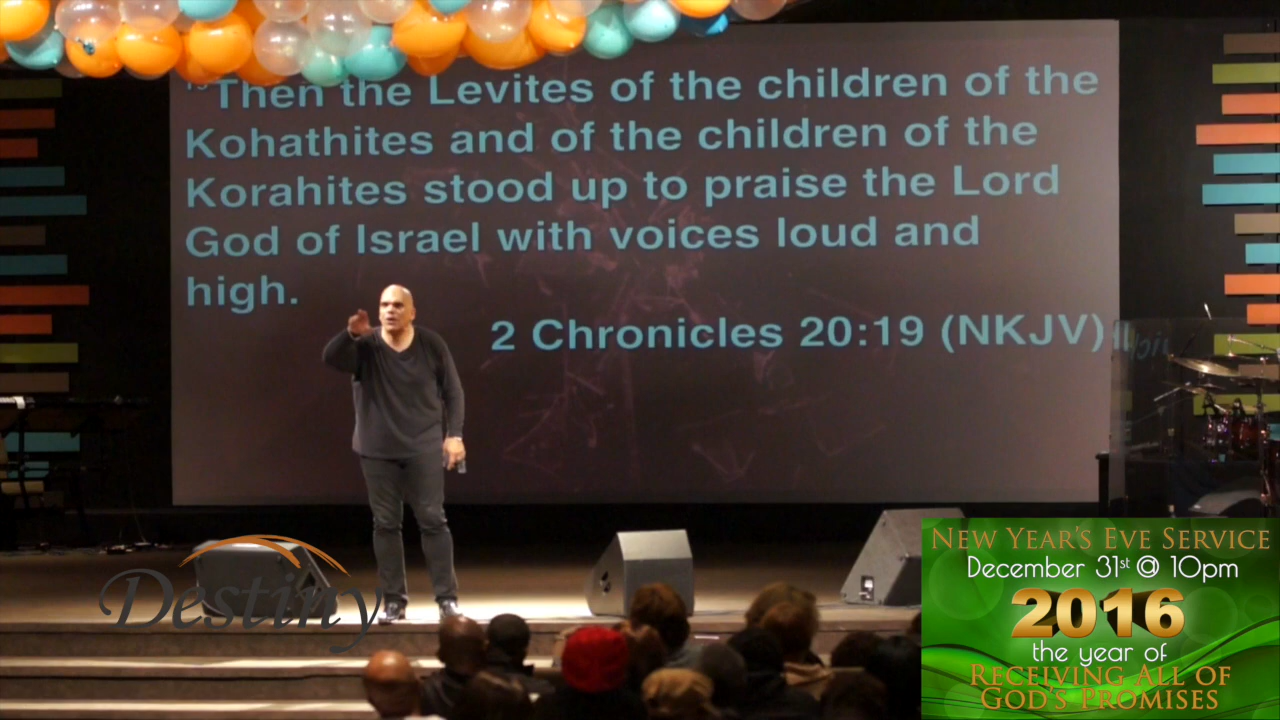 Then the Levites of the children of the
Kohathites and of the children of the
Korahites stood up to praise the Lord
God of Israel with voices loud and
high.
2 Chronicles 20:19 (NKJV)
Destiny
New Year's Eve Service
December 31st @ 10pm
2016
the year of
Receiving All of
God's Promises